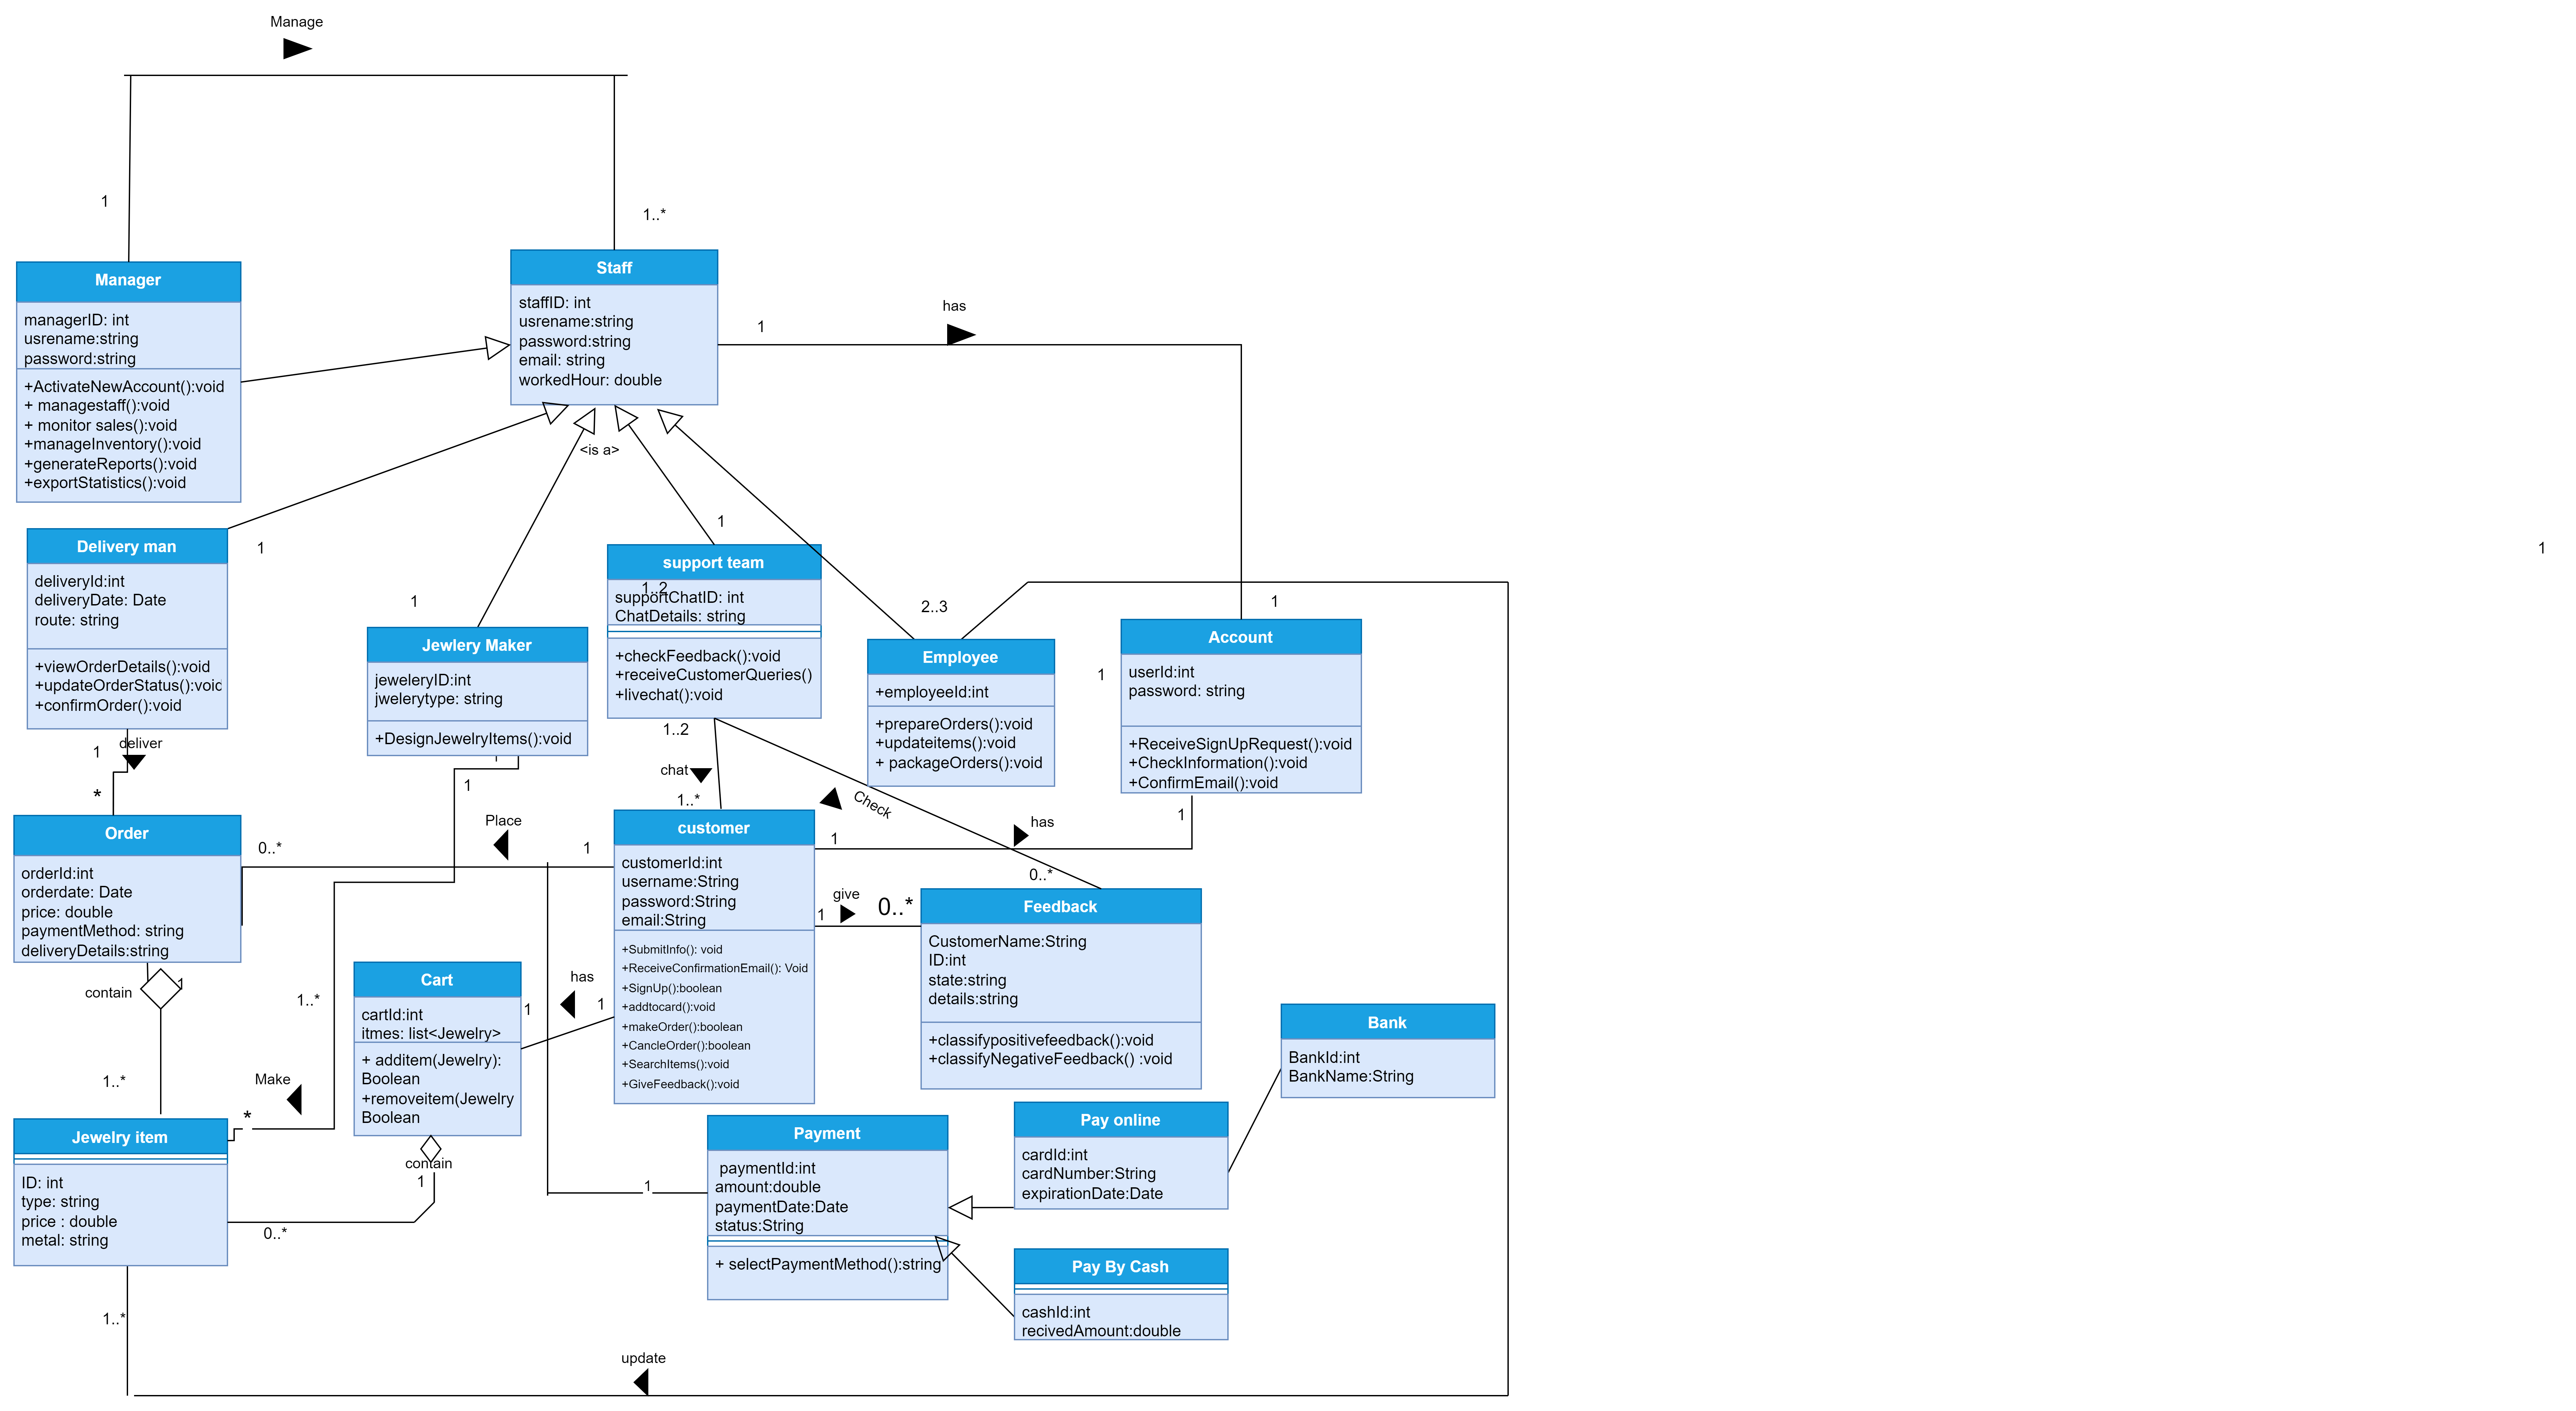 Manage
1
1..*
Manager
managerID: int
usrename:string
password:string
+ActivateNewAccount():void
+ managestaff():void
+ monitor sales():void
+manageInventory():void
+generateReports():void
+exportStatistics():void
Staff
staffID: int
usrename:string
password:string
email: string
workedHour: double
1
has
<is a>
Delivery man
deliveryId:int
deliveryDate: Date
route: string
+viewOrderDetails():void
+updateOrderStatus():voic
+confirmOrder():void
1
1
Jewlery Maker
jeweleryID:int
jwelerytype: string
+DesignJewelryItems():void
1
support team
1..2
supportChatID: int
ChatDetails: string
+checkFeedback():void
+receiveCustomerQueries()
+livechat():void
2..3
Employee
+employeeId:int
+prepareOrders():void
+updateitems():void
+ packageOrders():void
1
1
Account
userId:int
password: string
+ReceiveSignUpRequest():void
+CheckInformation():void
+ConfirmEmail():void
1
1
deliver
*
1
1..2
chat
1..*
Check
1
has
1
Order
orderId:int
orderdate: Date
price: double
paymentMethod: string
deliveryDetails:string
0..*
Place
1
customer
customerId:int
username:String
password:String
email:String
+SubmitInfo(): void
+ReceiveConfirmationEmail(): Void
+SignUp():boolean
+addtocard():void
+makeOrder():boolean
+CancleOrder():boolean
+SearchItems():void
+GiveFeedback():void
give
1
0..*
0..*
Feedback
CustomerName:String
ID:int
state:string
details:string
+classifypositivefeedback():void
+classifyNegativeFeedback() :void
contain
1
1..*
1..*
Make
*
Cart
cartId:int
itmes: list<Jewelry>
+ additem(Jewelry):
Boolean
+removeitem(Jewelry
Boolean
1
has
1
contain
1
0..*
Jewelry item
ID: int
type: string
price : double
metal: string
1..*
1
Payment
paymentId:int
amount:double
paymentDate:Date
status:String
+ selectPaymentMethod():string
Pay online
cardId:int
cardNumber:String
expirationDate:Date
Bank
BankId:int
BankName:String
Pay By Cash
cashId:int
recivedAmount:double
update